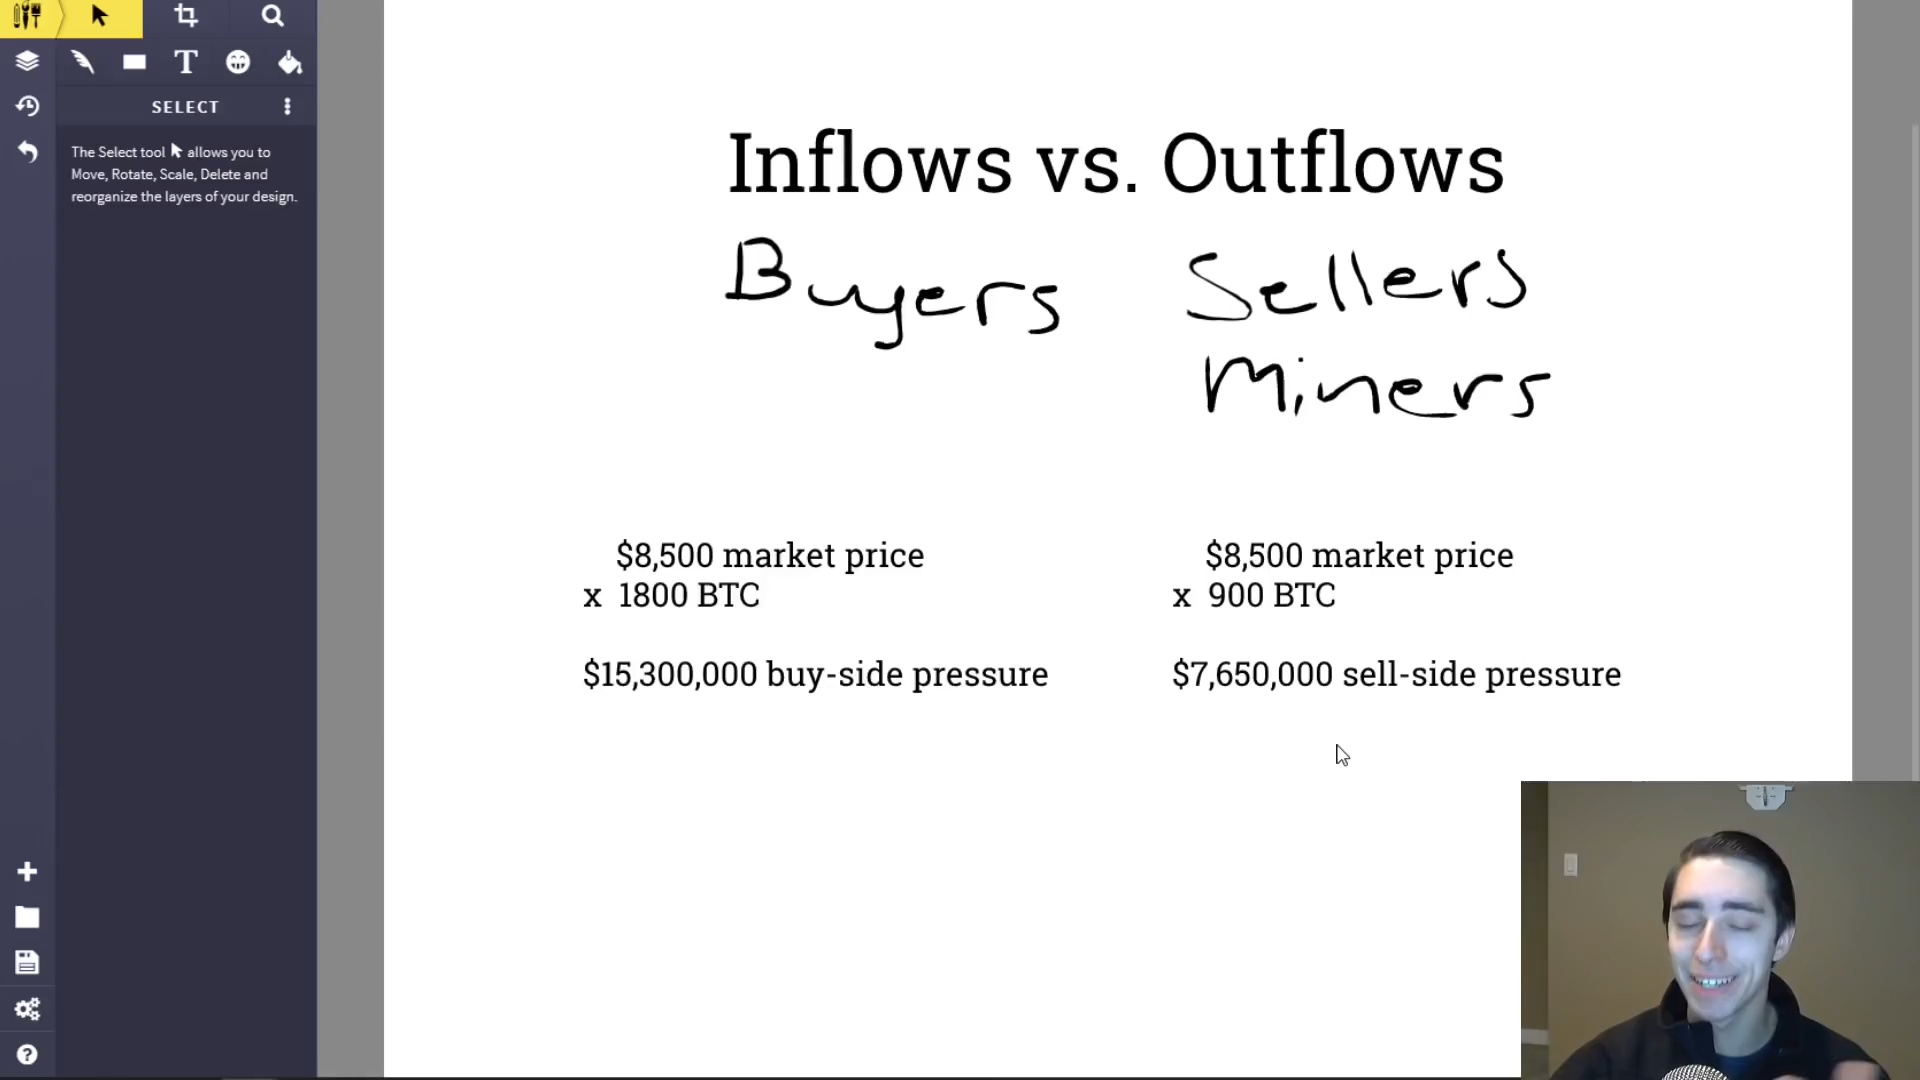 SELECT
The Select tool allows you to
Move, Rotate, Scale, Delete and
reorganize the layers of your design.
Inflows vs. Outflows
Buyers
Sellers
Miners
$8,500 market price
x 1800 BTC
$15,300,000 buy-side pressure
$8,500 market price
x 900 BTC
$7,650,000 sell-side pressure